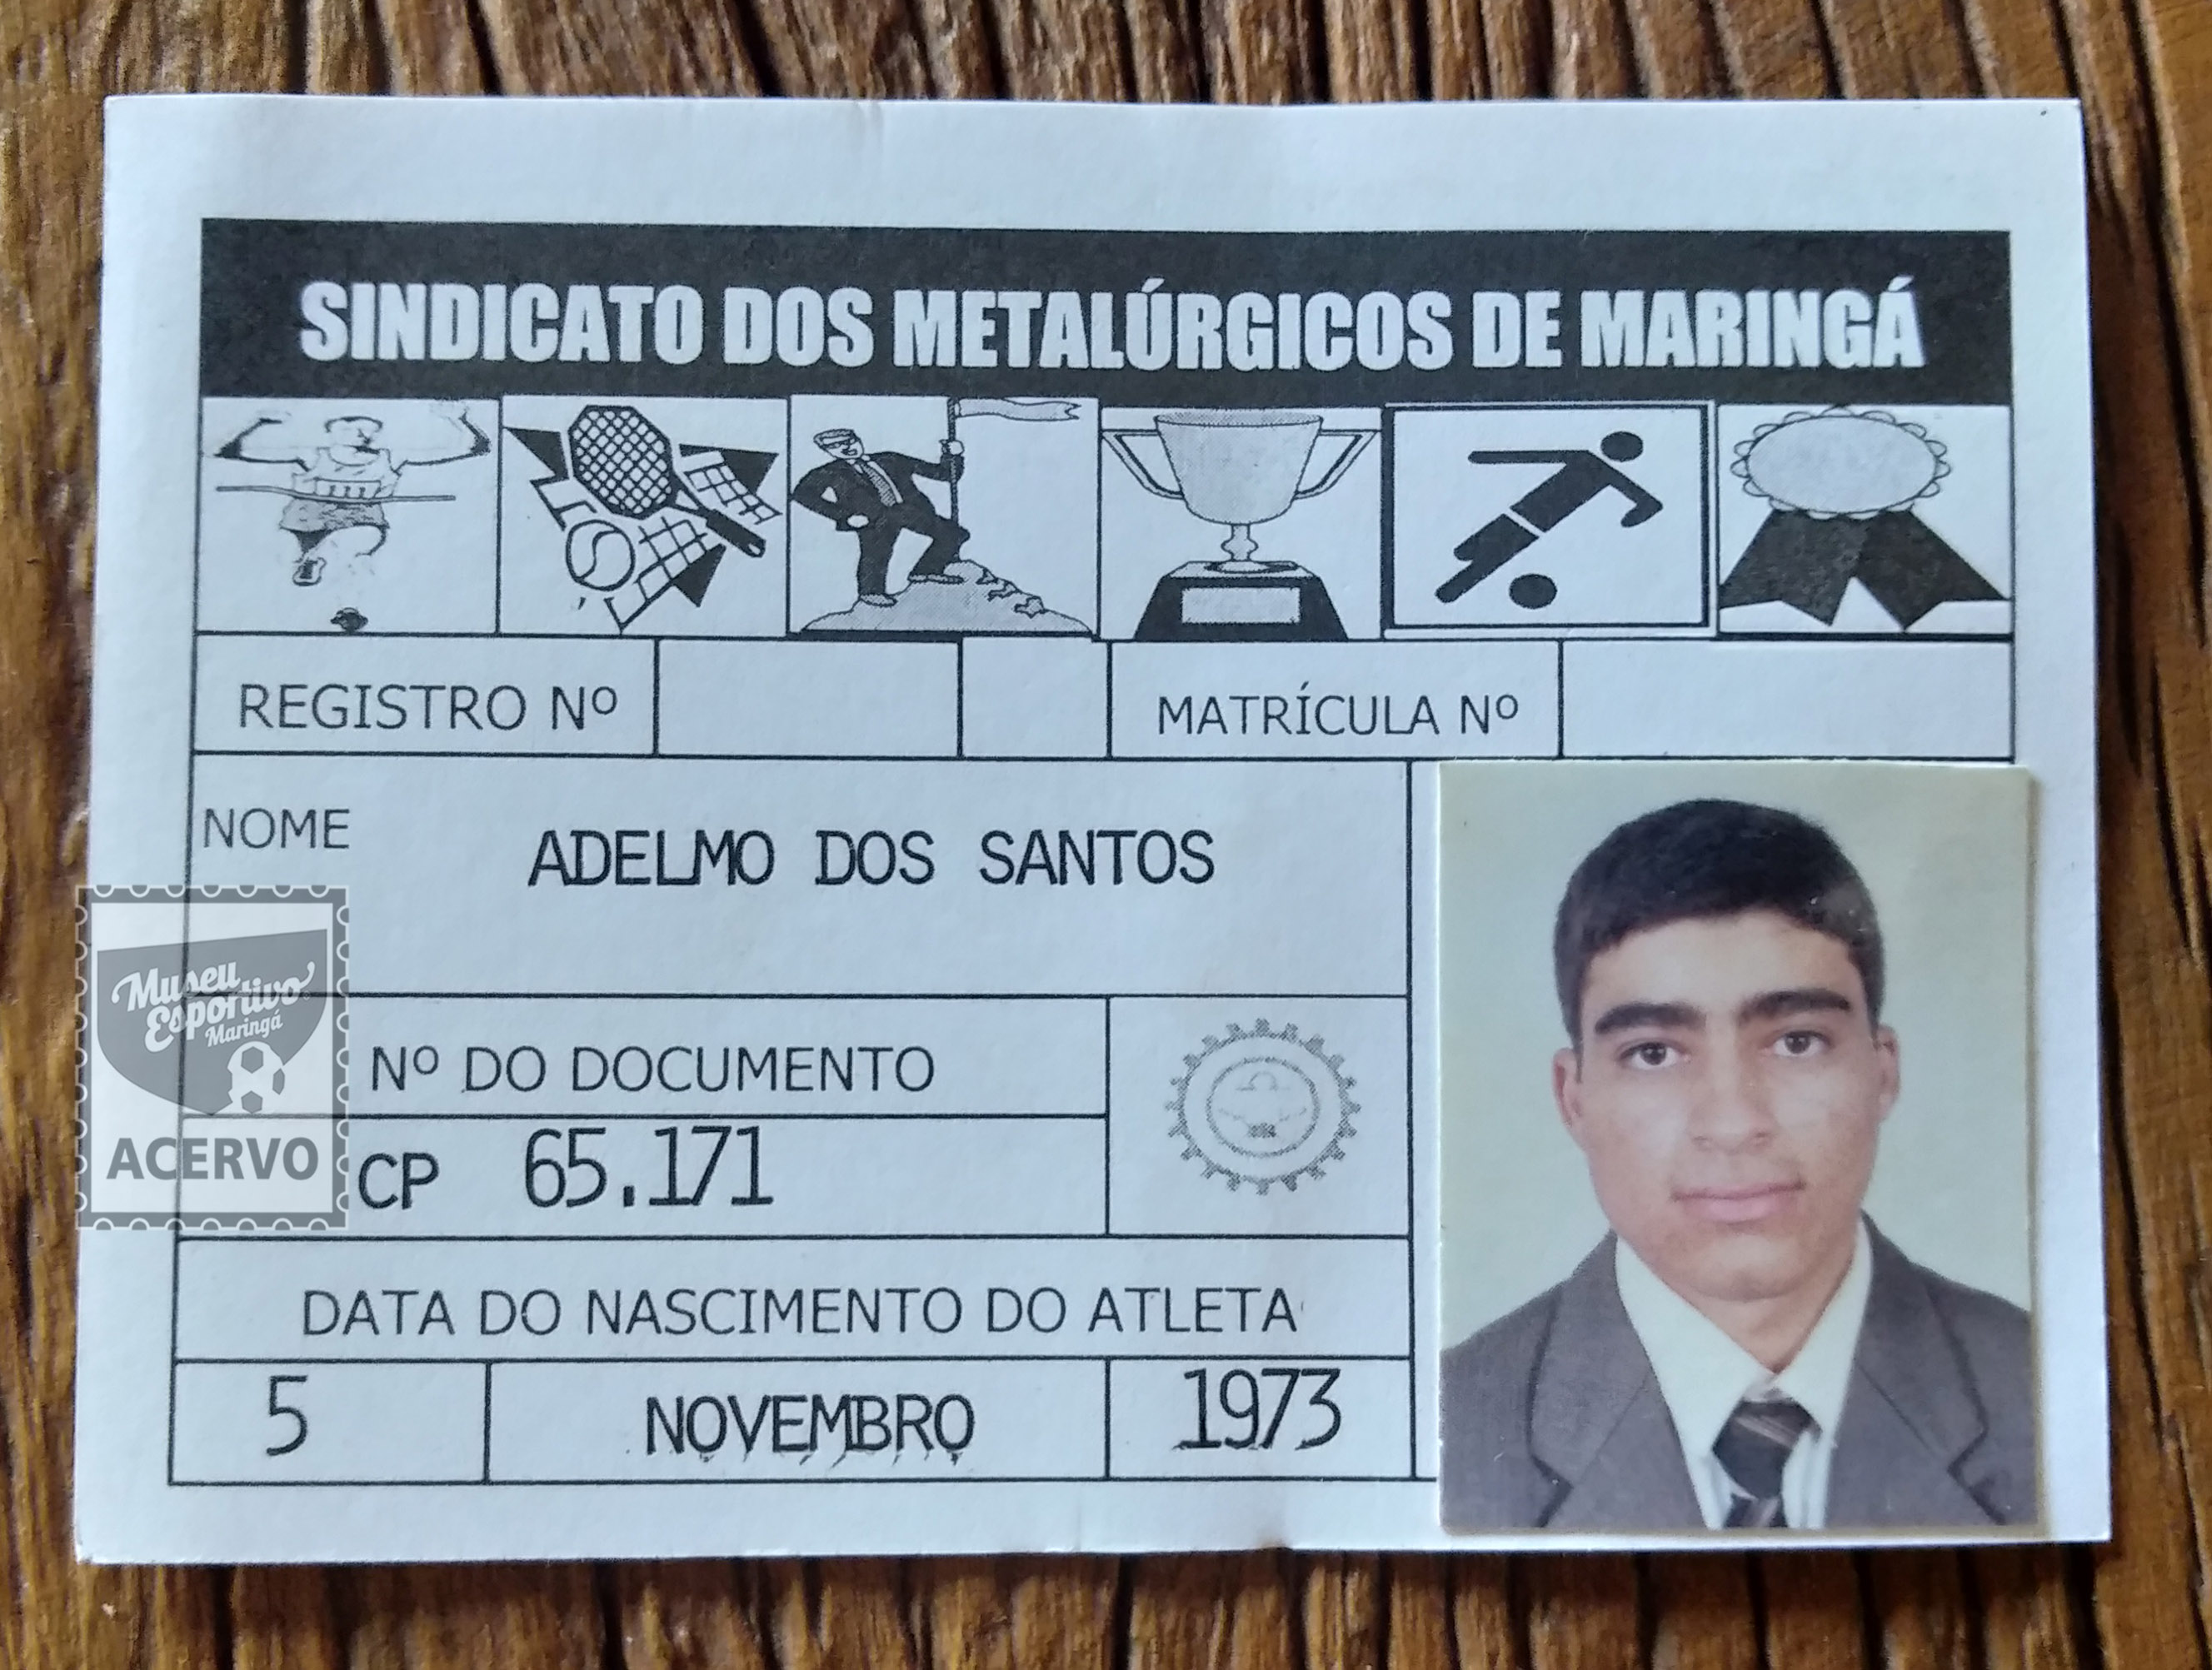 SINDICATO DOS METALÚRGICOS DE MARINGÁ
REGISTRO Nº
MATRÍCULA Nº
NOME
ADELMO DOS SANTOS
Nº DO DOCUMENTO
CP 65.171
DATA DO NASCIMENTO DO ATLETA
5 NOVEMBRO 1973
Museu
Esportivo
Maringá
ACERVO